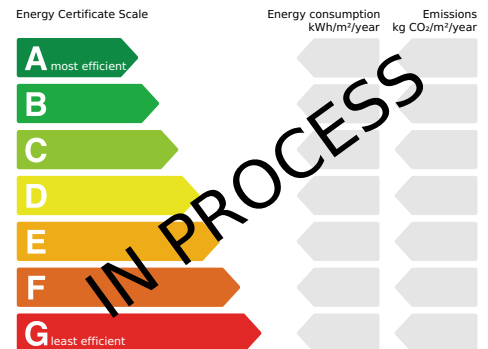 Energy Certificate Scale
Energy consumption
kWh/m²/year
Emissions
kg CO₂/m²/year
A most efficient
B
C
D
E
F
G least efficient
IN PROCESS